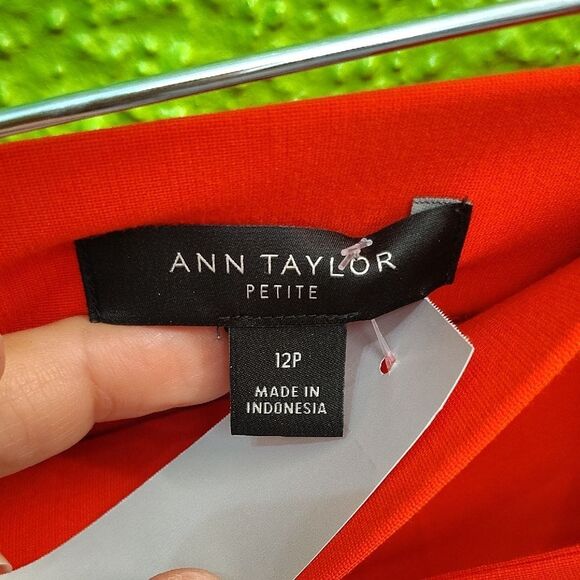 ANN TAYLOR
PETITE
12P
MADE IN
INDONESIA